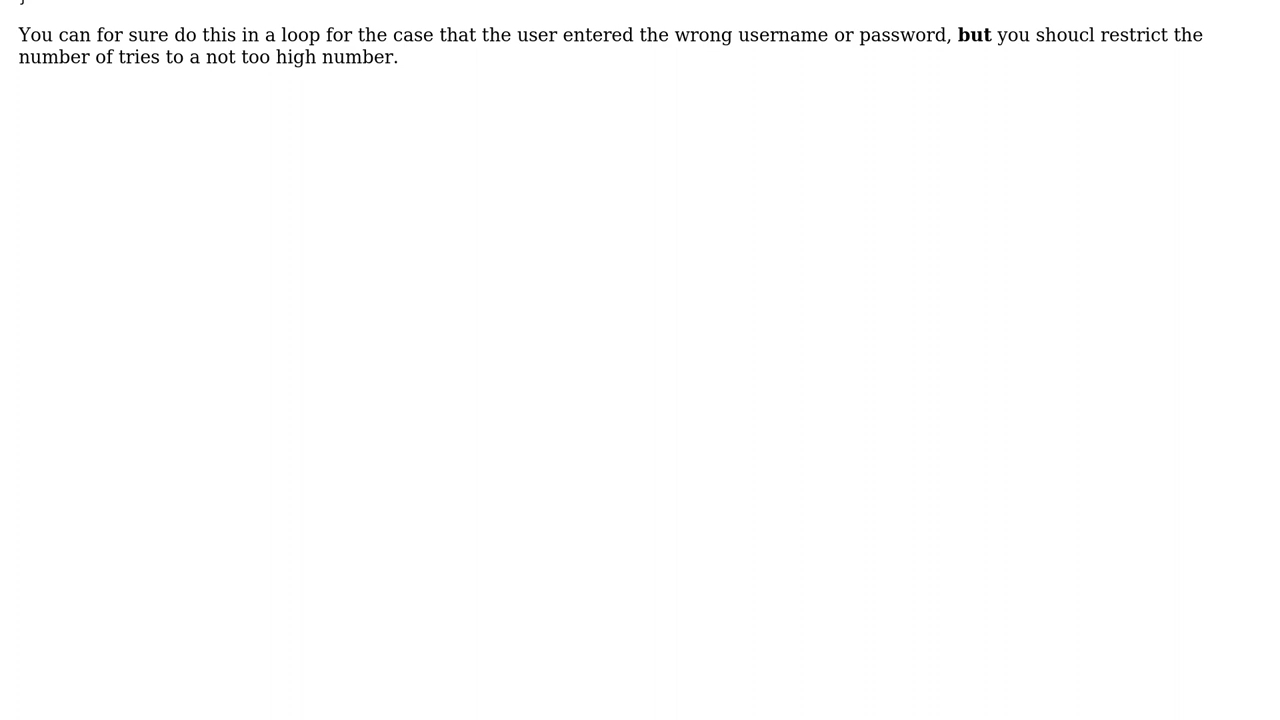 You can for sure do this in a loop for the case that the user entered the wrong username or password, but you shoucl restrict the
number of tries to a not too high number.